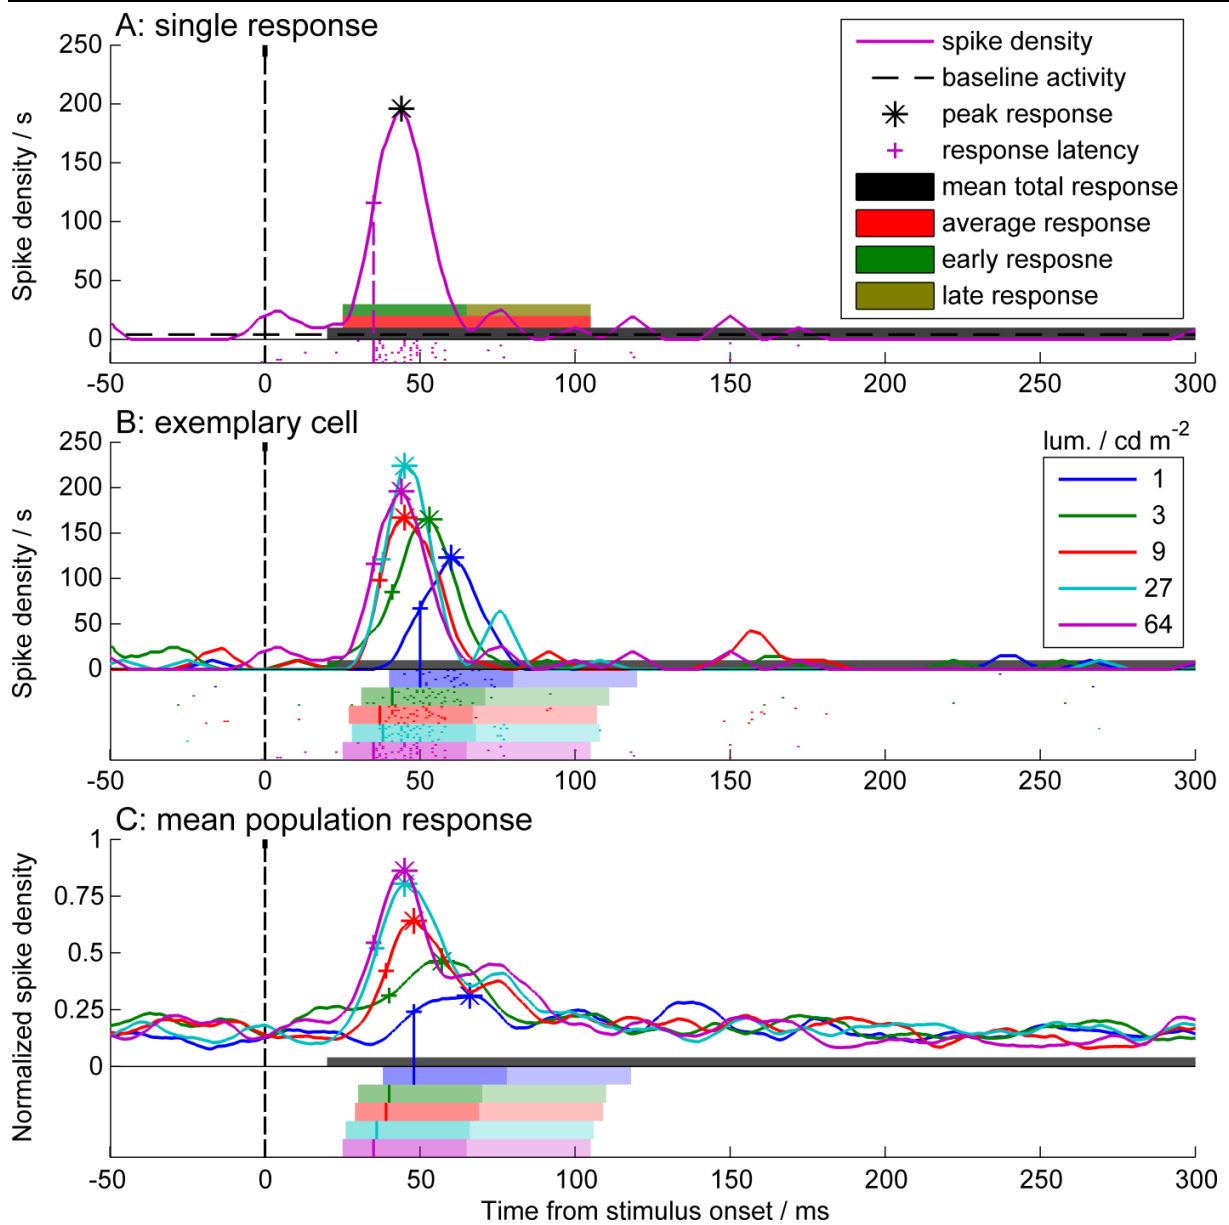 A: single response
250
200
150
100
50
0
Spike density / s
-50 0 50 100 150 200 250 300
spike density
baseline activity
peak response
response latency
mean total response
average response
early resposne
late response
B: exemplary cell
250
200
150
100
50
0
Spike density / s
-50 0 50 100 150 200 250 300
lum. / cd m-2
1
3
9
27
64
C: mean population response
1
0.75
0.5
0.25
0
Normalized spike density
-50 0 50 100 150 200 250 300
Time from stimulus onset / ms